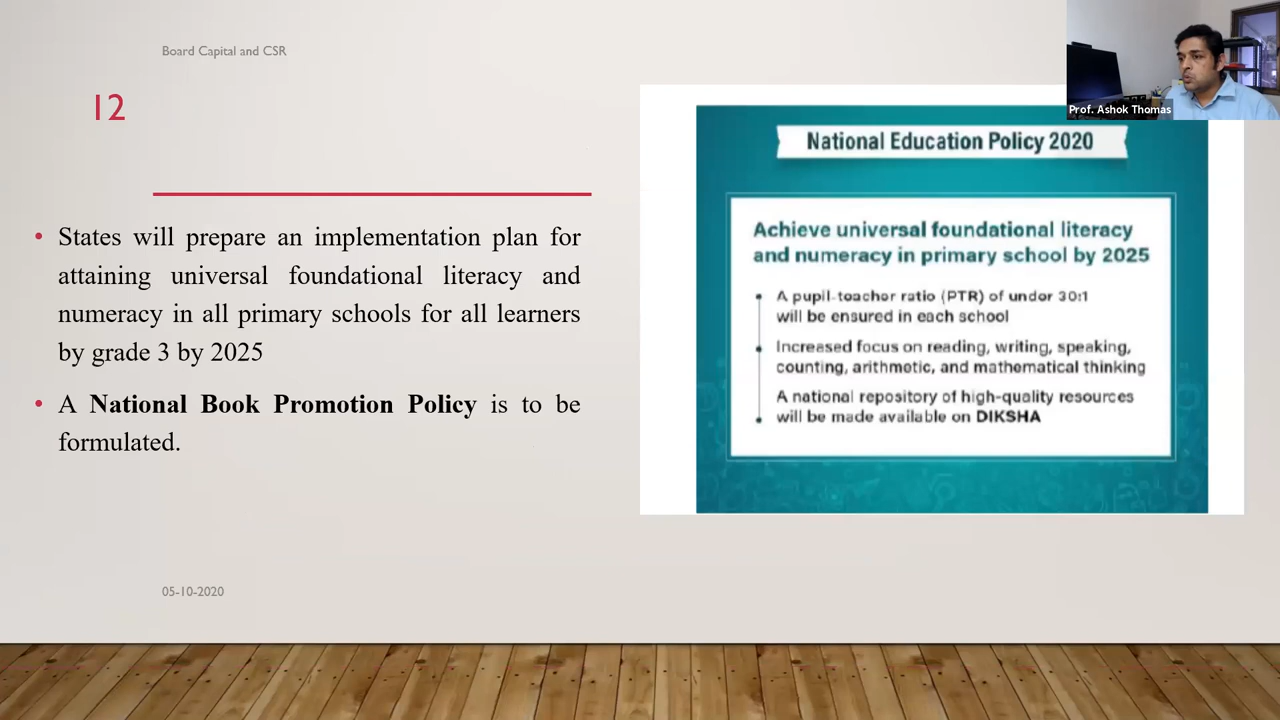 Board Capital and CSR
12
States will prepare an implementation plan for
attaining universal foundational literacy and
numeracy in all primary schools for all learners
by grade 3 by 2025
A National Book Promotion Policy is to be
formulated.
05-10-2020
National Education Policy 2020
Achieve universal foundational literacy
and numeracy in primary school by 2025
A pupil-teacher ratio (PTR) of under 30:1
will be ensured in each school
Increased focus on reading, writing, speaking,
counting, arithmetic, and mathematical thinking
A national repository of high-quality resources
will be made available on DIKSHA
Prof. Ashok Thomas